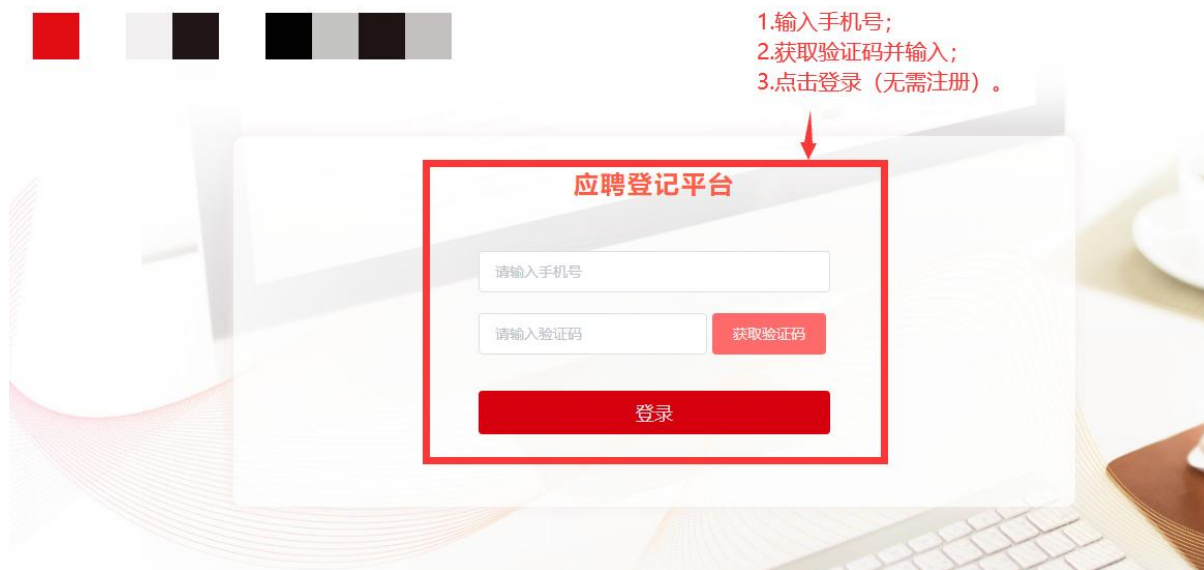 1.输入手机号；
2.获取验证码并输入；
3.点击登录（无需注册）。
应聘登记平台
请输入手机号
请输入验证码 获取验证码
登录